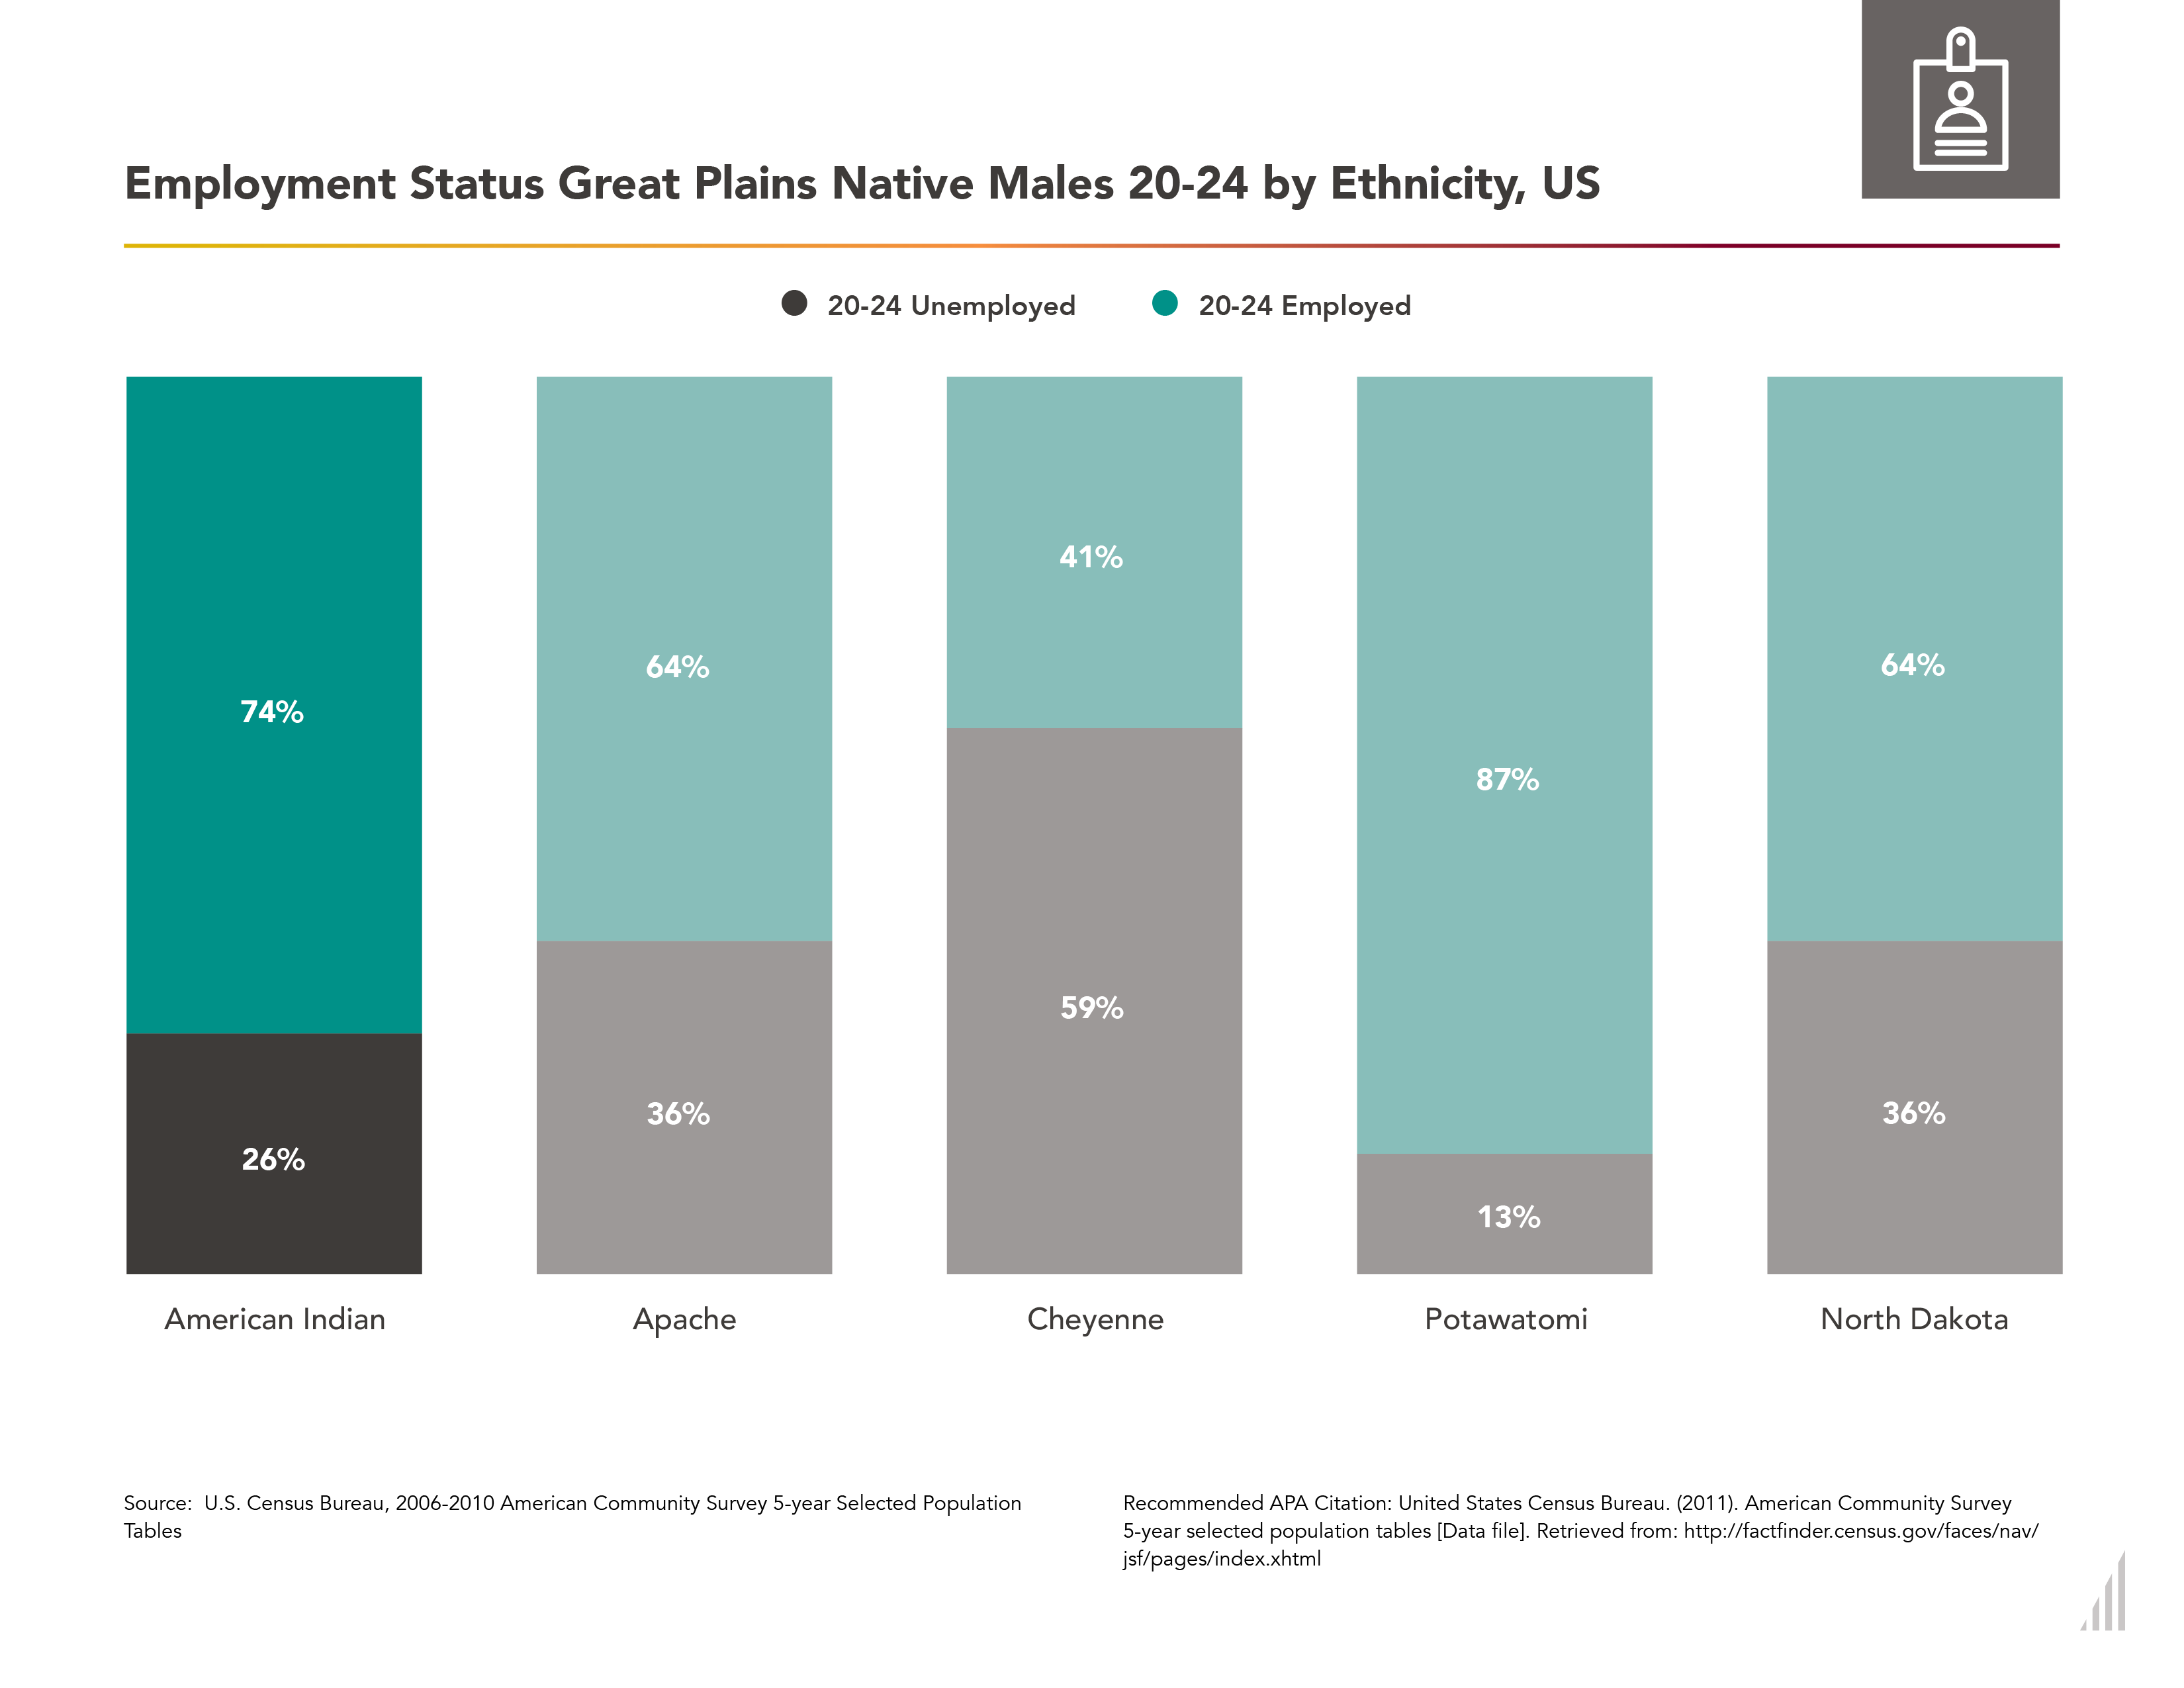 Employment Status Great Plains Native Males 20-24 by Ethnicity, US
20-24 Unemployed 20-24 Employed
74% 64% 41% 87% 64%
26% 36% 59% 13% 36%
American Indian Apache Cheyenne Potawatomi North Dakota
Source:  U.S. Census Bureau, 2006-2010 American Community Survey 5-year Selected Population
Tables
Recommended APA Citation: United States Census Bureau. (2011). American Community Survey
5-year selected population tables [Data file]. Retrieved from: http://factfinder.census.gov/faces/nav/
jsf/pages/index.xhtml